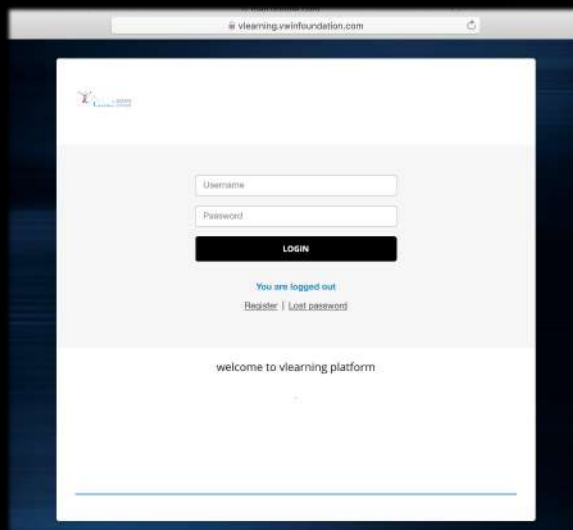 vlearning.vwinfoundation.com
Username
Password
LOGIN
You are logged out
Register | Lost password
welcome to vlearning platform